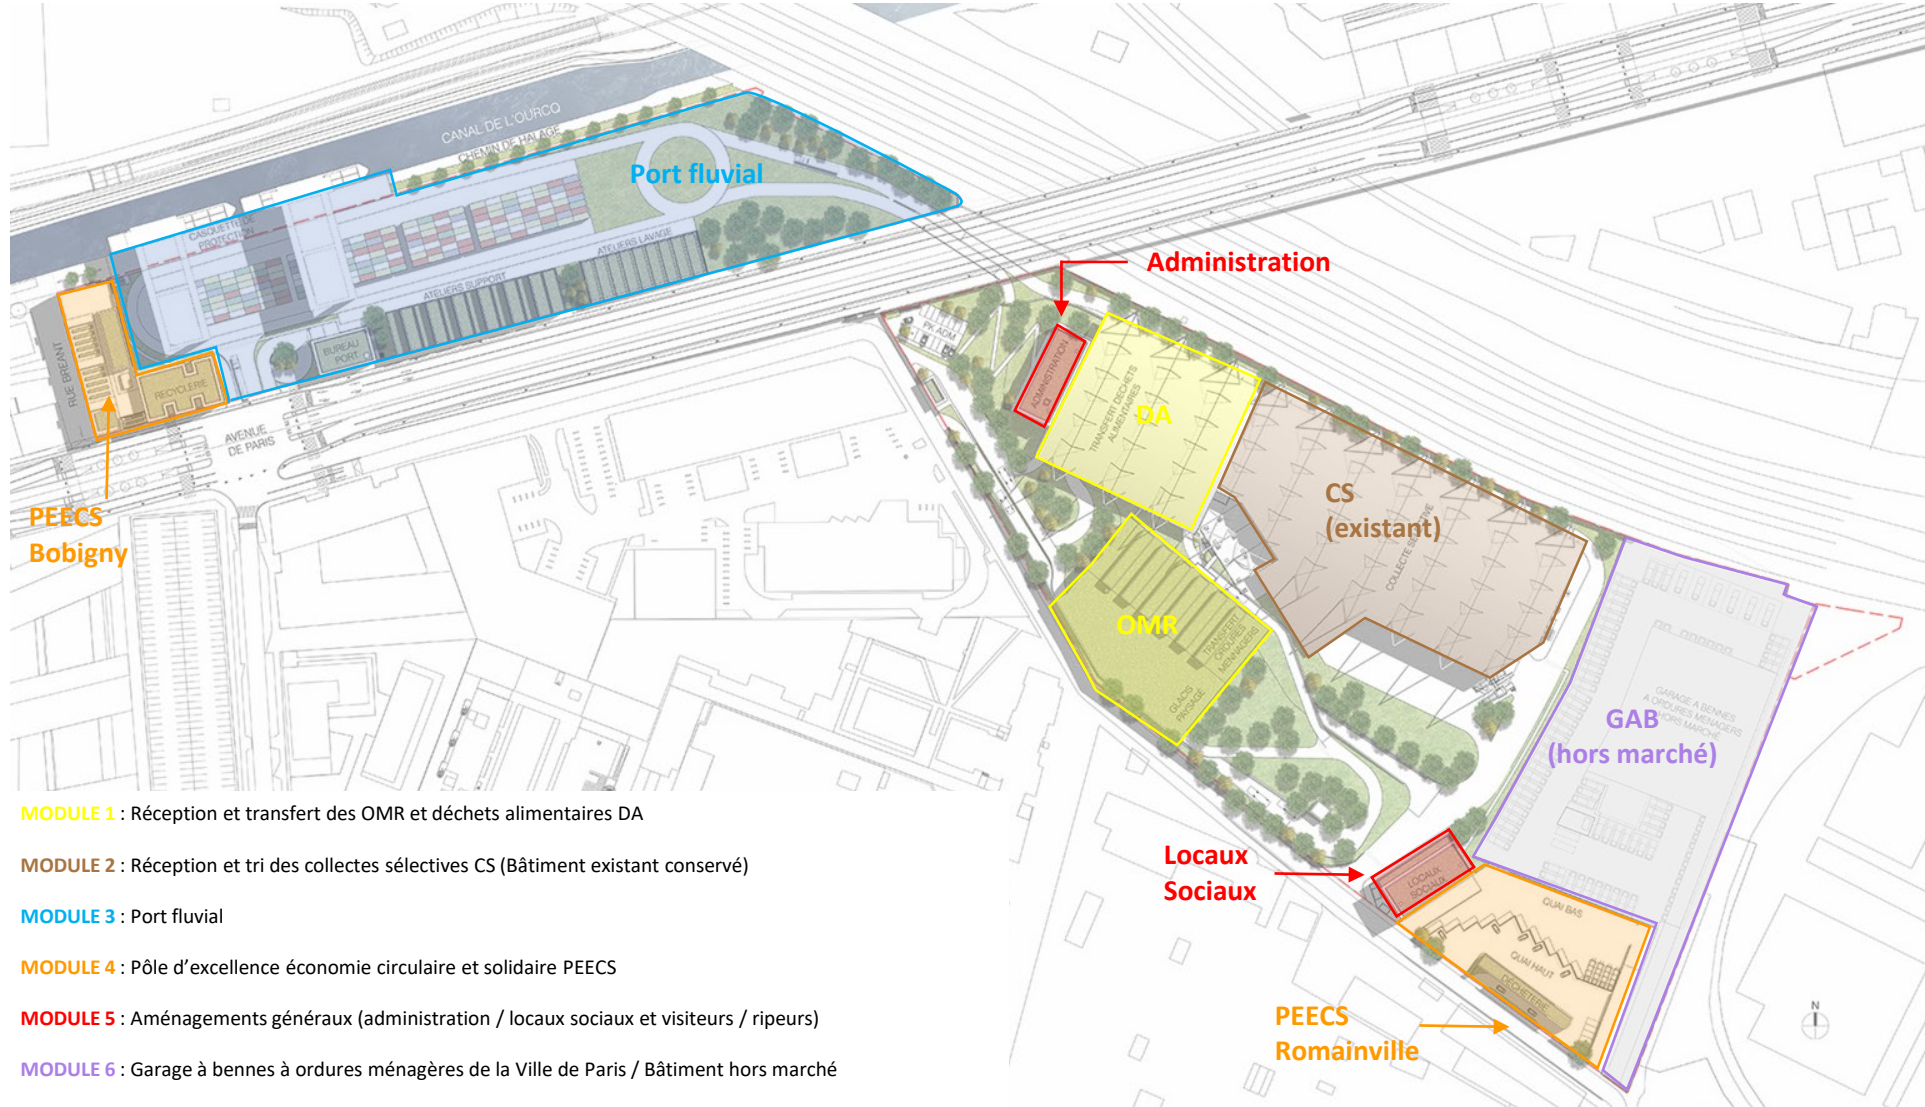 CANAL DE L'OURCQ
CHEMIN DE HALAGE
Port fluvial
CASQUETTE DE
PROTECTION
ATELIERS LAVAGE
ATELIERS SUPPORT
BUREAU
PORT
RUE BREANT
RECYCLERIE
AVENUE
DE PARIS
PEECS
Bobigny
Administration
PK ADM
ADMINISTRATION
TRANSFERT DECHETS
ALIMENTAIRES
DA
CS
(existant)
COLLECTE SELECTIVE
OMR
TRANSFERT
ORDURES
MENNAGERS
GLACIS
PAYSAGE
GARAGE A BENNES
A ORDURES MENAGERS
HORS MARCHÉ
GAB
(hors marché)
Locaux
Sociaux
LOCAUX
SOCIAUX
QUAI BAS
QUAI HAUT
DECHETERIE
PEECS
Romainville
N
MODULE 1 : Réception et transfert des OMR et déchets alimentaires DA
MODULE 2 : Réception et tri des collectes sélectives CS (Bâtiment existant conservé)
MODULE 3 : Port fluvial
MODULE 4 : Pôle d'excellence économie circulaire et solidaire PEECS
MODULE 5 : Aménagements généraux (administration / locaux sociaux et visiteurs / ripeurs)
MODULE 6 : Garage à bennes à ordures ménagères de la Ville de Paris / Bâtiment hors marché